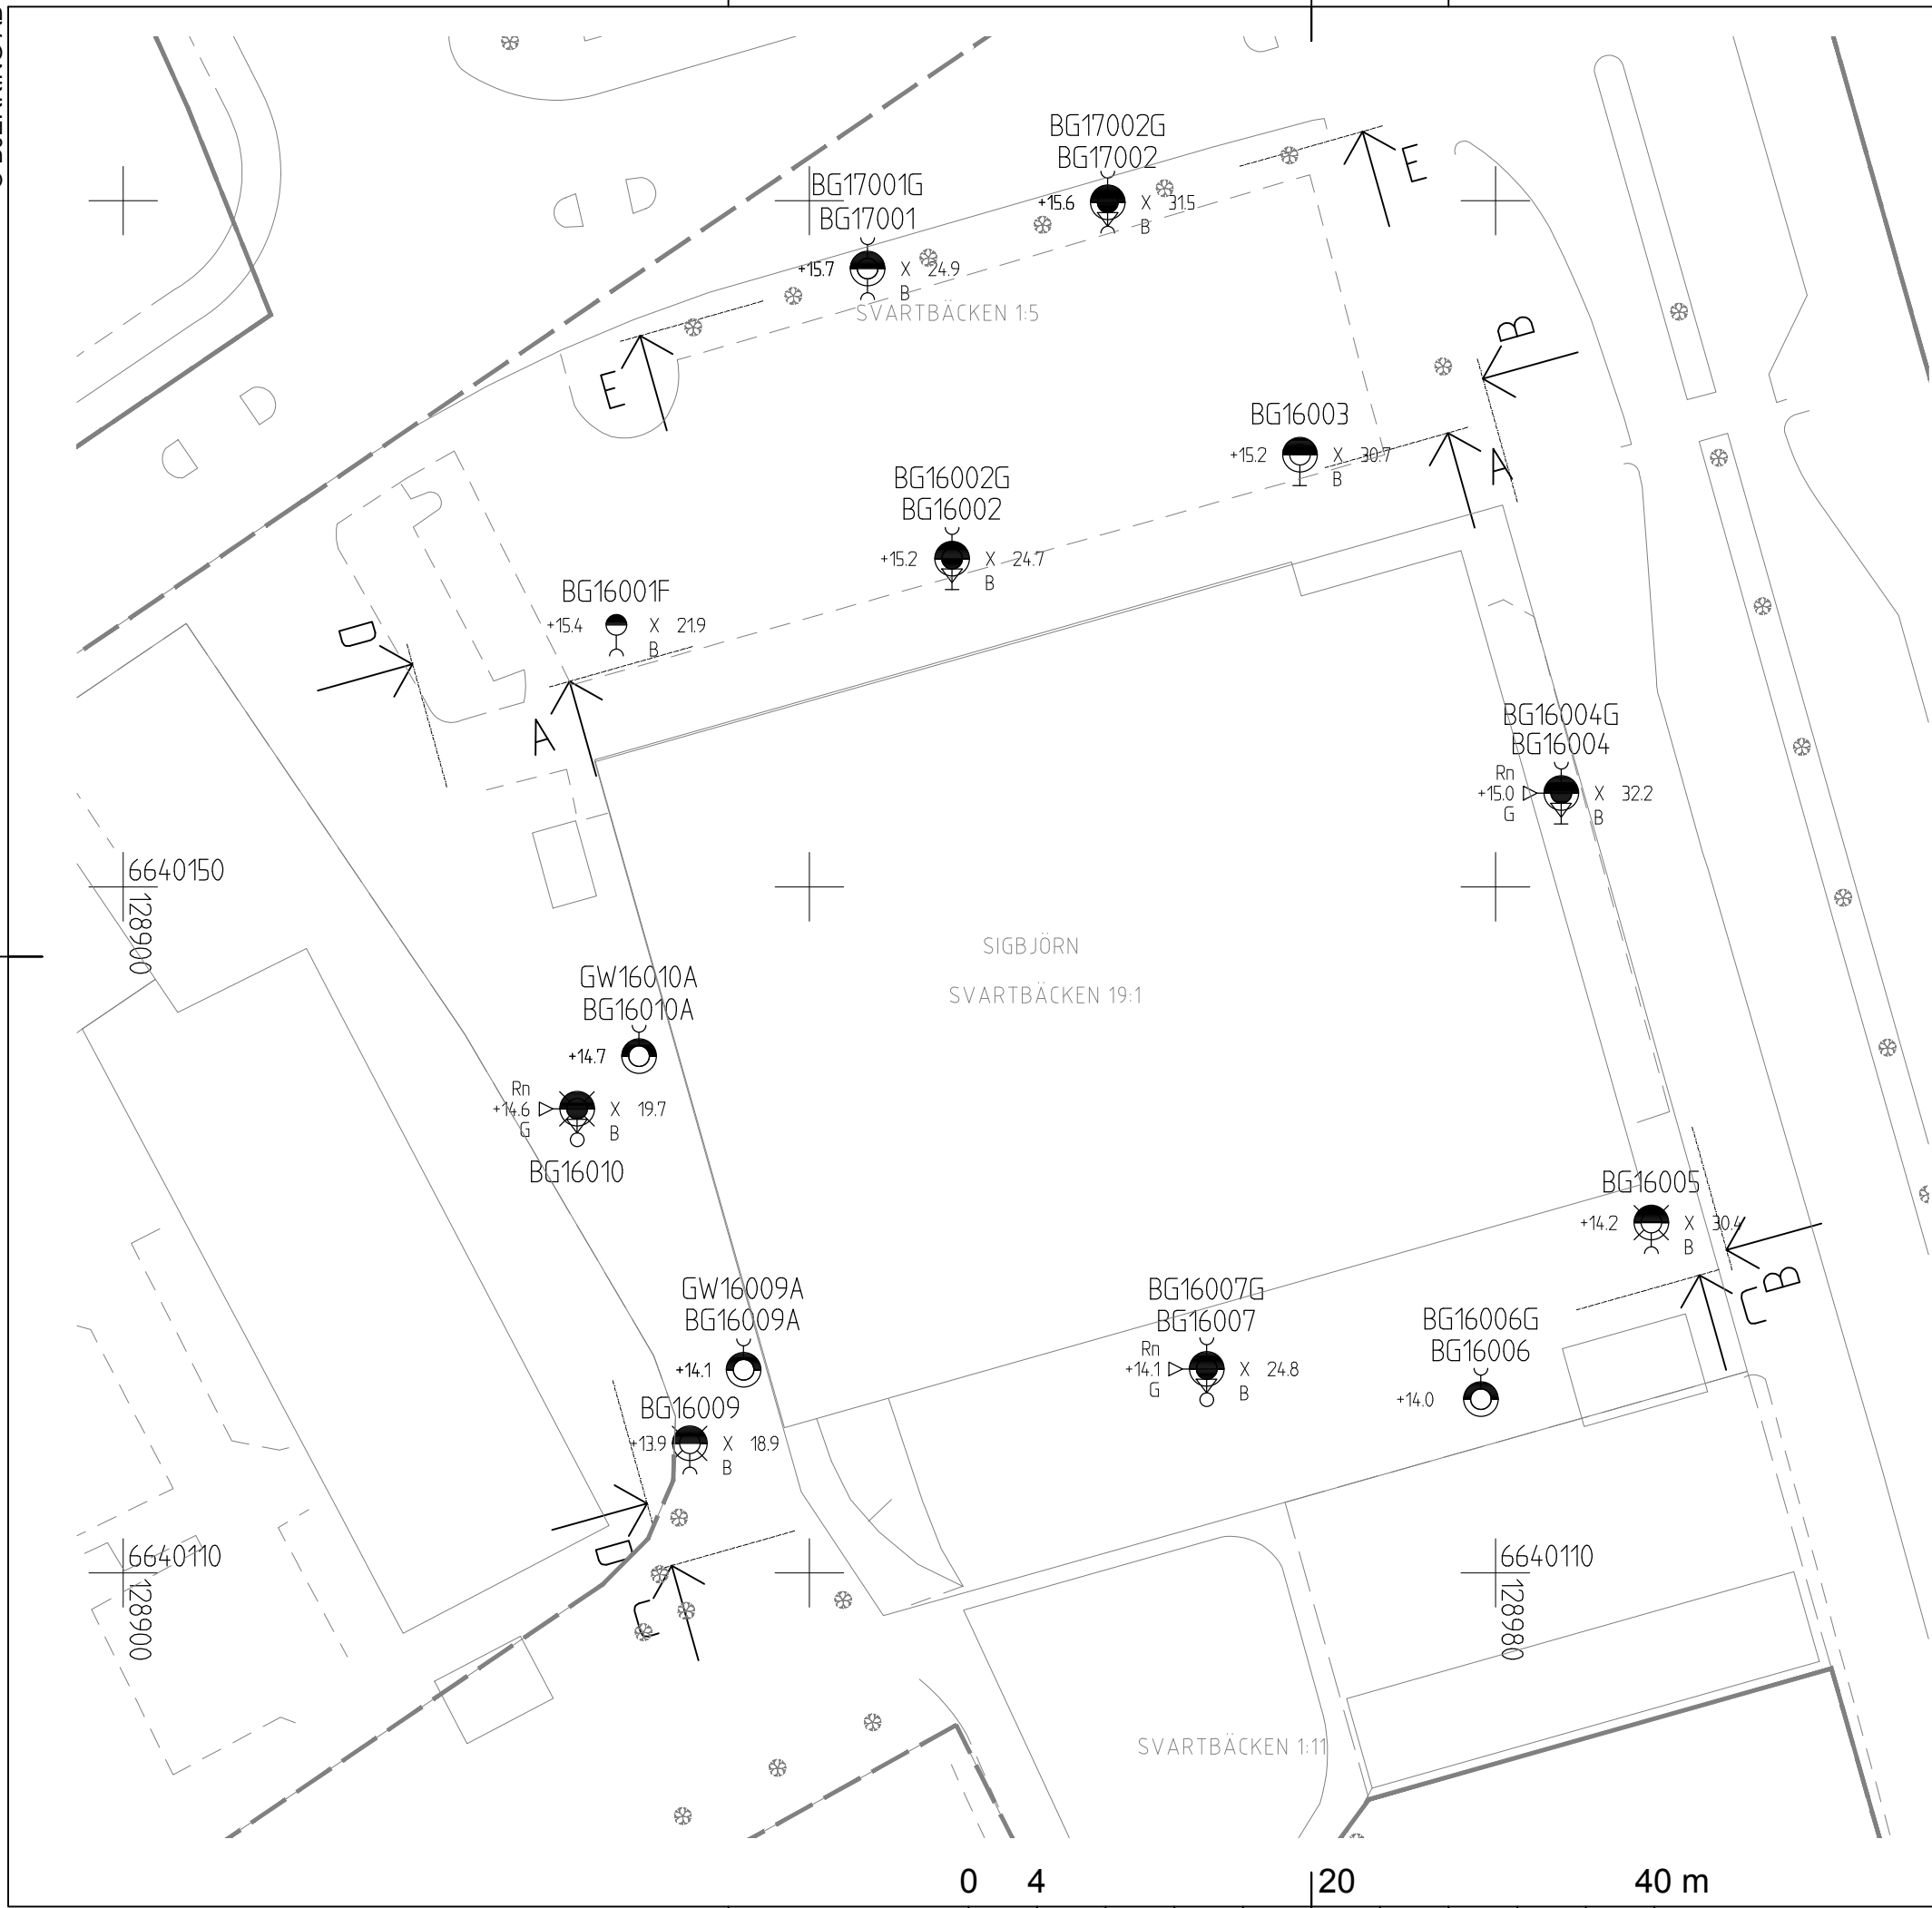 BG17002G
BG17002
+15.6 X 31.5
B
E
BG17001G
BG17001
+15.7 X 24.9
B
SVARTBÄCKEN 1:5
B
E
BG16003
+15.2 X 30.7
B
A
BG16002G
BG16002
+15.2 X 24.7
B
BG16001F
+15.4 X 21.9
B
D
A
BG16004G
BG16004
Rn
+15.0 X 32.2
G B
6640150
128900
SIGBJÖRN
SVARTBÄCKEN 19:1
GW16010A
BG16010A
+14.7
Rn
+14.6 X 19.7
G B
BG16010
BG16005
+14.2 X 30.4
B
B
C
GW16009A
BG16009A
+14.1
BG16007G
BG16007
Rn
+14.1 X 24.8
G B
BG16006G
BG16006
+14.0
BG16009
+13.9 X 18.9
B
D
C
6640110
128900
6640110
128980
SVARTBÄCKEN 1:11
0 4 20 40 m